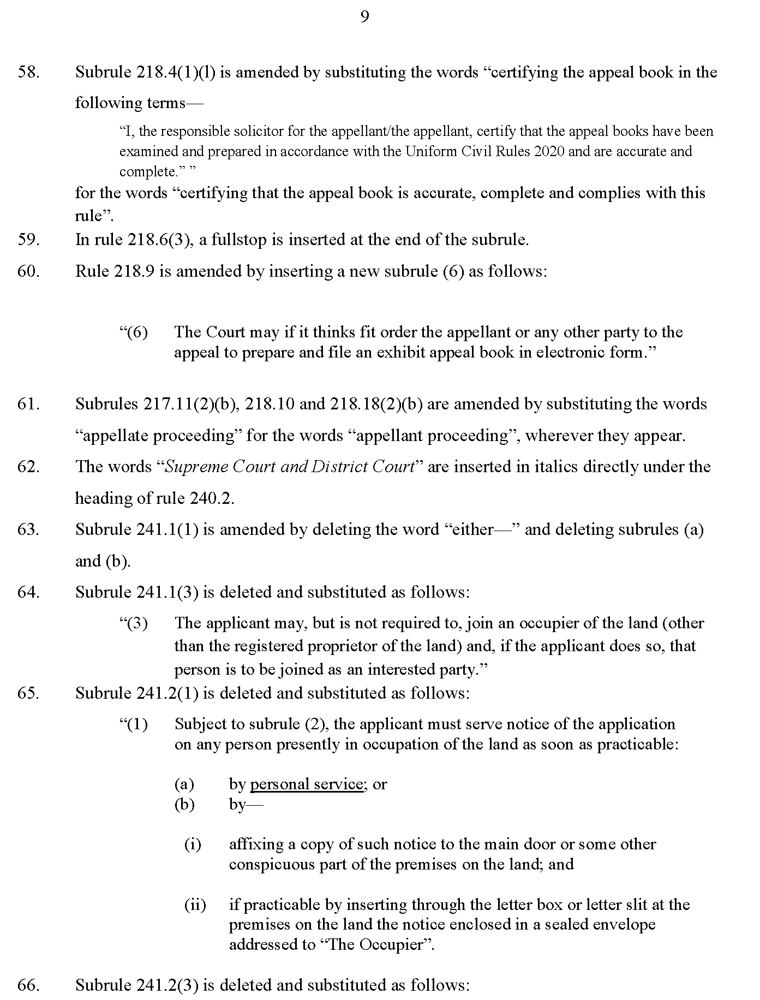 9
58. Subrule 218.4(1)(l) is amended by substituting the words “certifying the appeal book in the
following terms—
“I, the responsible solicitor for the appellant/the appellant, certify that the appeal books have been
examined and prepared in accordance with the Uniform Civil Rules 2020 and are accurate and
complete.” ”
for the words “certifying that the appeal book is accurate, complete and complies with this
rule”.
59. In rule 218.6(3), a fullstop is inserted at the end of the subrule.
60. Rule 218.9 is amended by inserting a new subrule (6) as follows:
“(6) The Court may if it thinks fit order the appellant or any other party to the
appeal to prepare and file an exhibit appeal book in electronic form.”
61. Subrules 217.11(2)(b), 218.10 and 218.18(2)(b) are amended by substituting the words
“appellate proceeding” for the words “appellant proceeding”, wherever they appear.
62. The words “Supreme Court and District Court” are inserted in italics directly under the
heading of rule 240.2.
63. Subrule 241.1(1) is amended by deleting the word “either—” and deleting subrules (a)
and (b).
64. Subrule 241.1(3) is deleted and substituted as follows:
“(3) The applicant may, but is not required to, join an occupier of the land (other
than the registered proprietor of the land) and, if the applicant does so, that
person is to be joined as an interested party.”
65. Subrule 241.2(1) is deleted and substituted as follows:
“(1) Subject to subrule (2), the applicant must serve notice of the application
on any person presently in occupation of the land as soon as practicable:
(a) by personal service; or
(b) by—
(i) affixing a copy of such notice to the main door or some other
conspicuous part of the premises on the land; and
(ii) if practicable by inserting through the letter box or letter slit at the
premises on the land the notice enclosed in a sealed envelope
addressed to “The Occupier”.
66. Subrule 241.2(3) is deleted and substituted as follows: